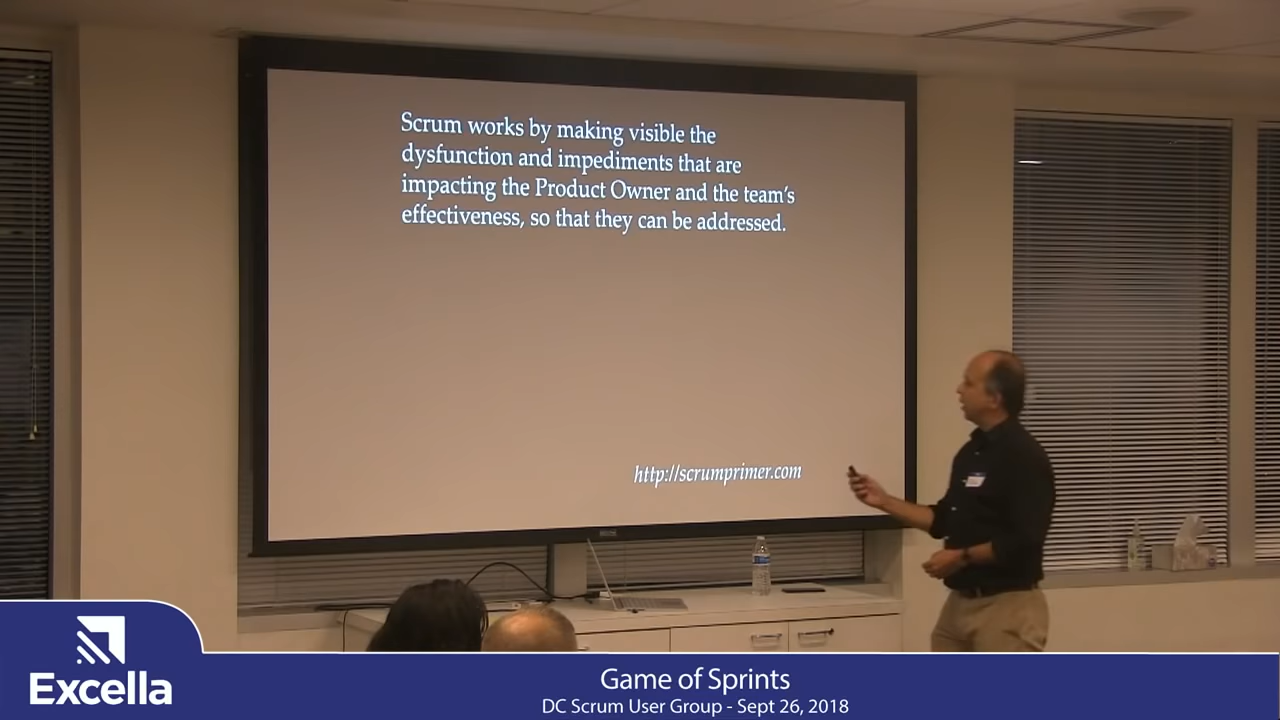 Scrum works by making visible the
dysfunction and impediments that are
impacting the Product Owner and the team's
effectiveness, so that they can be addressed.
http://scrumprimer.com
Excella
Game of Sprints
DC Scrum User Group - Sept 26, 2018